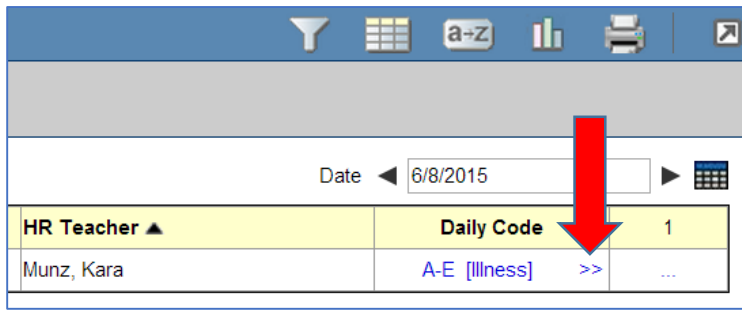 a÷Z
Date 6/8/2015
HR Teacher ▲ Daily Code 1
Munz, Kara A-E [Illness] >> ...